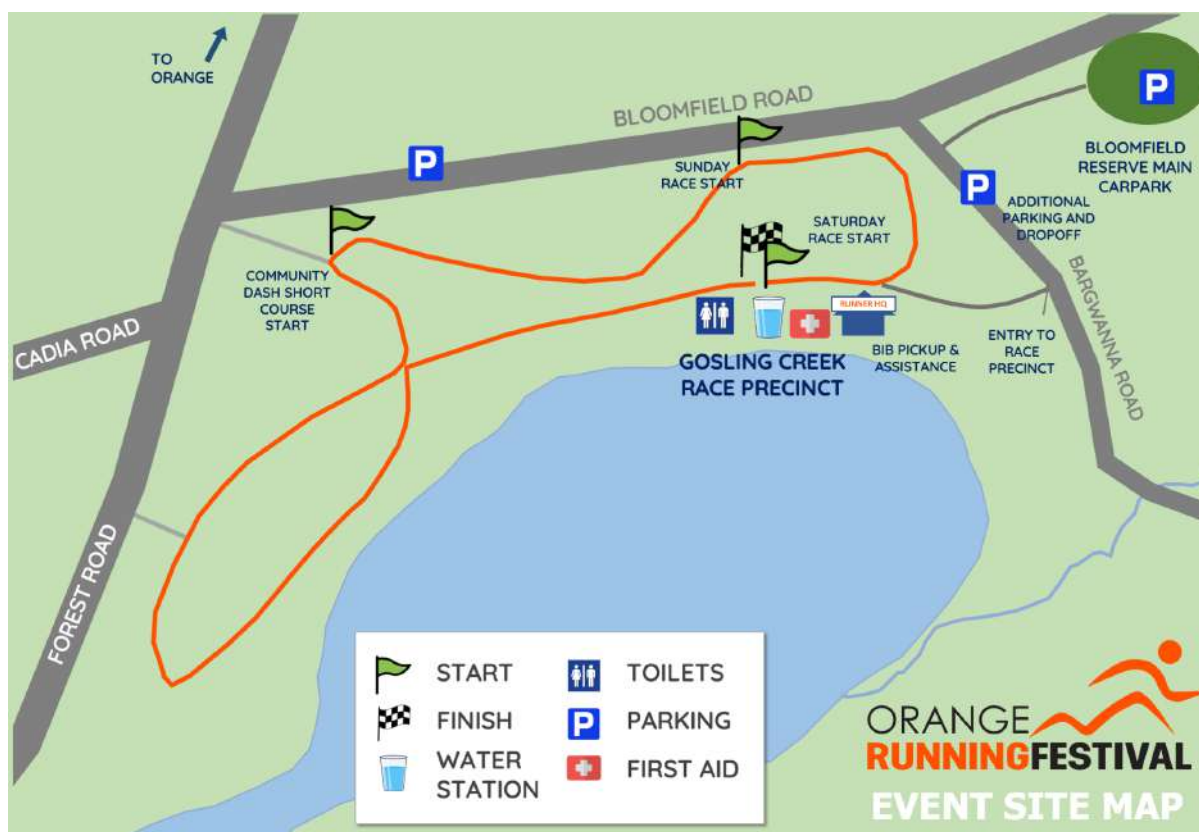 TO
ORANGE
BLOOMFIELD ROAD
P
P
BLOOMFIELD
RESERVE MAIN
CARPARK
SUNDAY
RACE START
P
ADDITIONAL
PARKING AND
DROPOFF
SATURDAY
RACE START
COMMUNITY
DASH SHORT
COURSE
START
RUNNER HQ
CADIA ROAD
GOSLING CREEK
RACE PRECINCT
BIB PICKUP &
ASSISTANCE
ENTRY TO
RACE
PRECINCT
BARGWANNA ROAD
FOREST ROAD
START
TOILETS
FINISH
P
PARKING
WATER
STATION
FIRST AID
ORANGE
RUNNINGFESTIVAL
EVENT SITE MAP